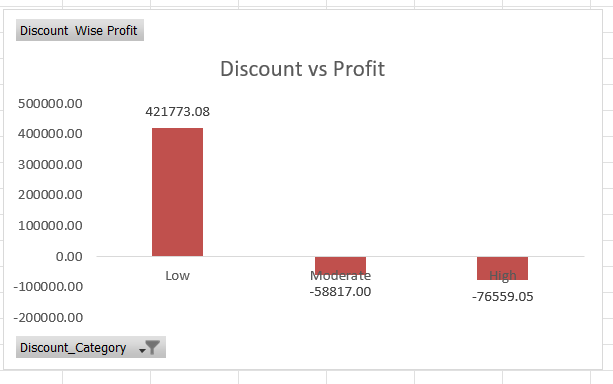 Discount Wise Profit
Discount vs Profit
500000.00
400000.00
300000.00
200000.00
100000.00
0.00
-100000.00
-200000.00
421773.08
Low
Moderate
High
-58817.00
-76559.05
Discount_Category